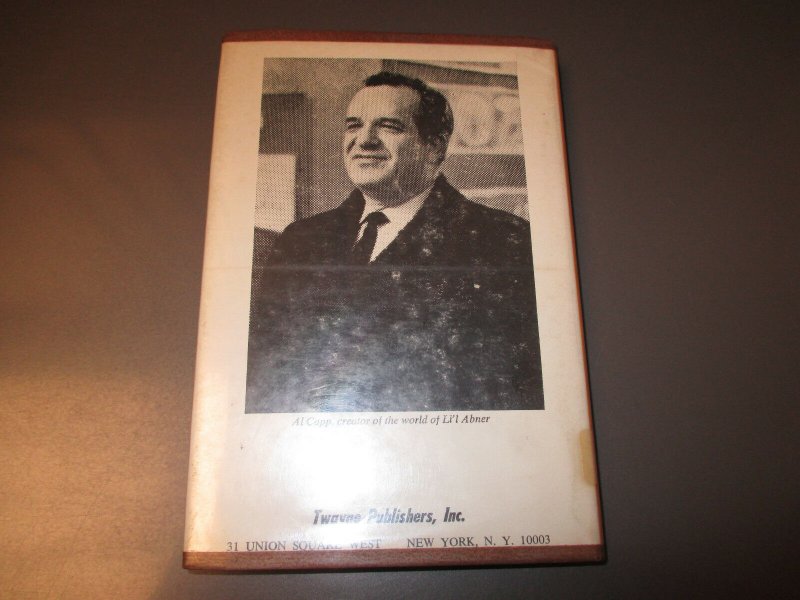 Al Capp, creator of the world of Li'l Abner
Twayne Publishers, Inc.
31 UNION SQUARE WEST NEW YORK, N. Y. 10003